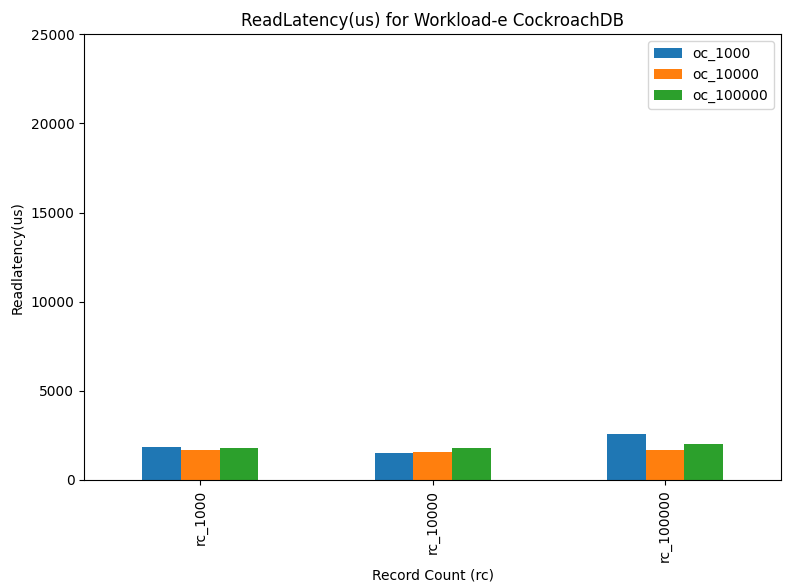 ReadLatency(us) for Workload-e CockroachDB
25000
20000
15000
10000
5000
0
Readlatency(us)
oc_1000
oc_10000
oc_100000
rc_1000
rc_10000
rc_100000
Record Count (rc)